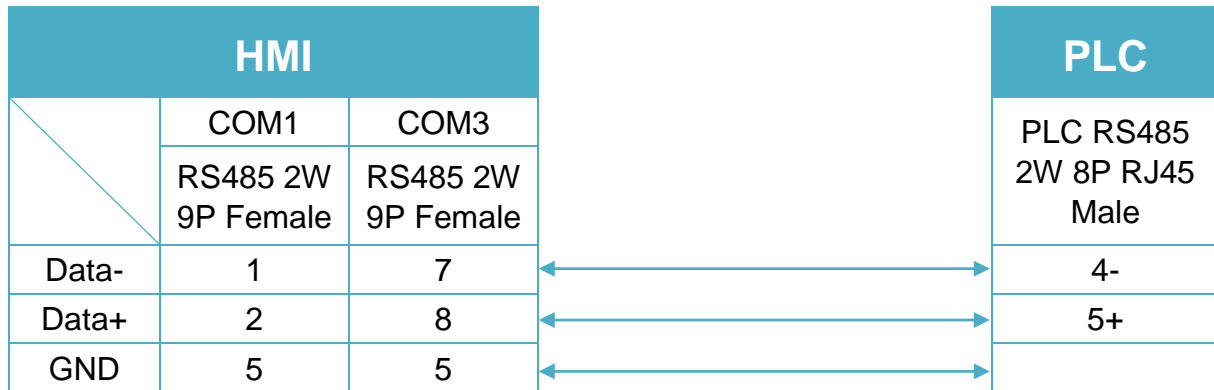 HMI
PLC
COM1 COM3
PLC RS485
2W 8P RJ45
Male
RS485 2W
9P Female
RS485 2W
9P Female
Data- 1 7 4-
Data+ 2 8 5+
GND 5 5